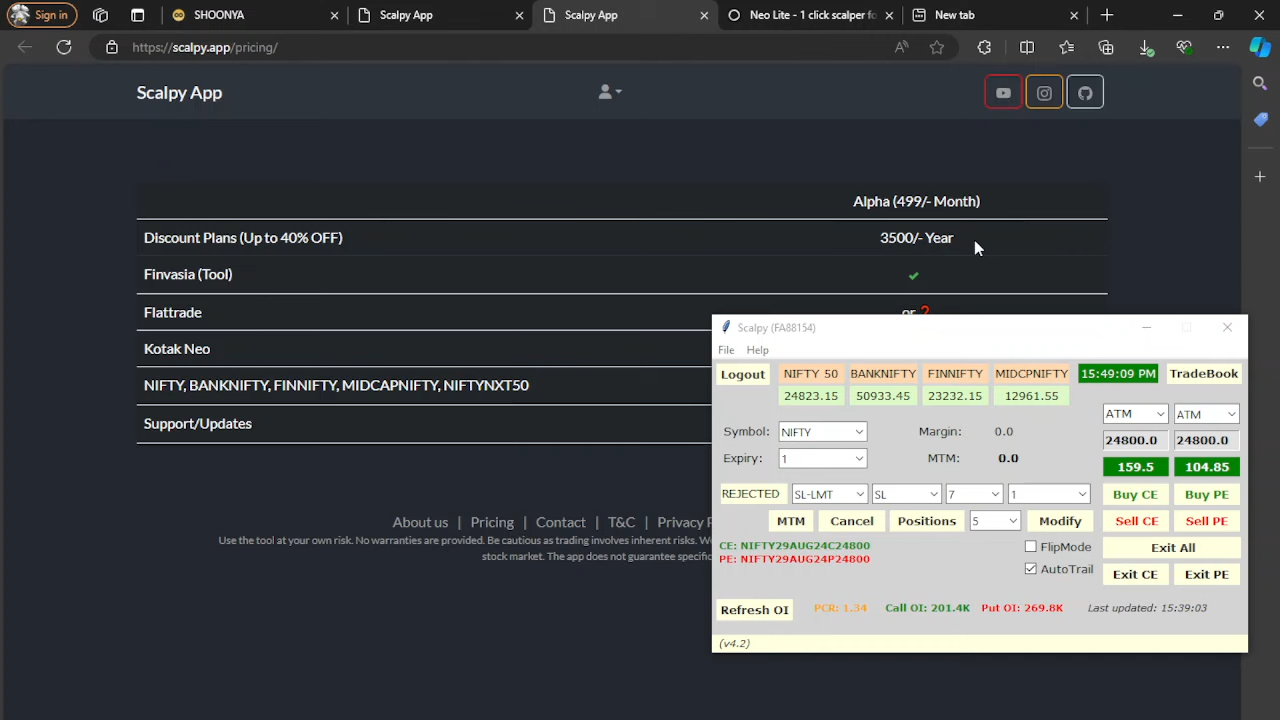 Sign in
SHOONYA
Scalpy App
Scalpy App
Neo Lite - 1 click scalper fo
New tab
https://scalpy.app/pricing/
Scalpy App
Alpha (499/- Month)
Discount Plans (Up to 40% OFF) 3500/- Year
Finvasia (Tool)
Flattrade or ?
Kotak Neo
NIFTY, BANKNIFTY, FINNIFTY, MIDCAPNIFTY, NIFTYNXT50
Support/Updates
About us | Pricing | Contact | T&C | Privacy P
Use the tool at your own risk. No warranties are provided. Be cautious as trading involves inherent risks. W
stock market. The app does not guarantee specific
Scalpy (FA88154)
File Help
Logout NIFTY 50 BANKNIFTY FINNIFTY MIDCPNIFTY 15:49:09 PM TradeBook
24823.15 50933.45 23232.15 12961.55
ATM ATM
Symbol: NIFTY Margin: 0.0
24800.0 24800.0
Expiry: 1 MTM: 0.0
159.5 104.85
REJECTED SL-LMT SL 7 1 Buy CE Buy PE
MTM Cancel Positions 5 Modify Sell CE Sell PE
CE: NIFTY29AUG24C24800 FlipMode Exit All
PE: NIFTY29AUG24P24800
AutoTrail Exit CE Exit PE
Refresh OI PCR: 1.34 Call OI: 201.4K Put OI: 269.8K Last updated: 15:39:03
(v4.2)